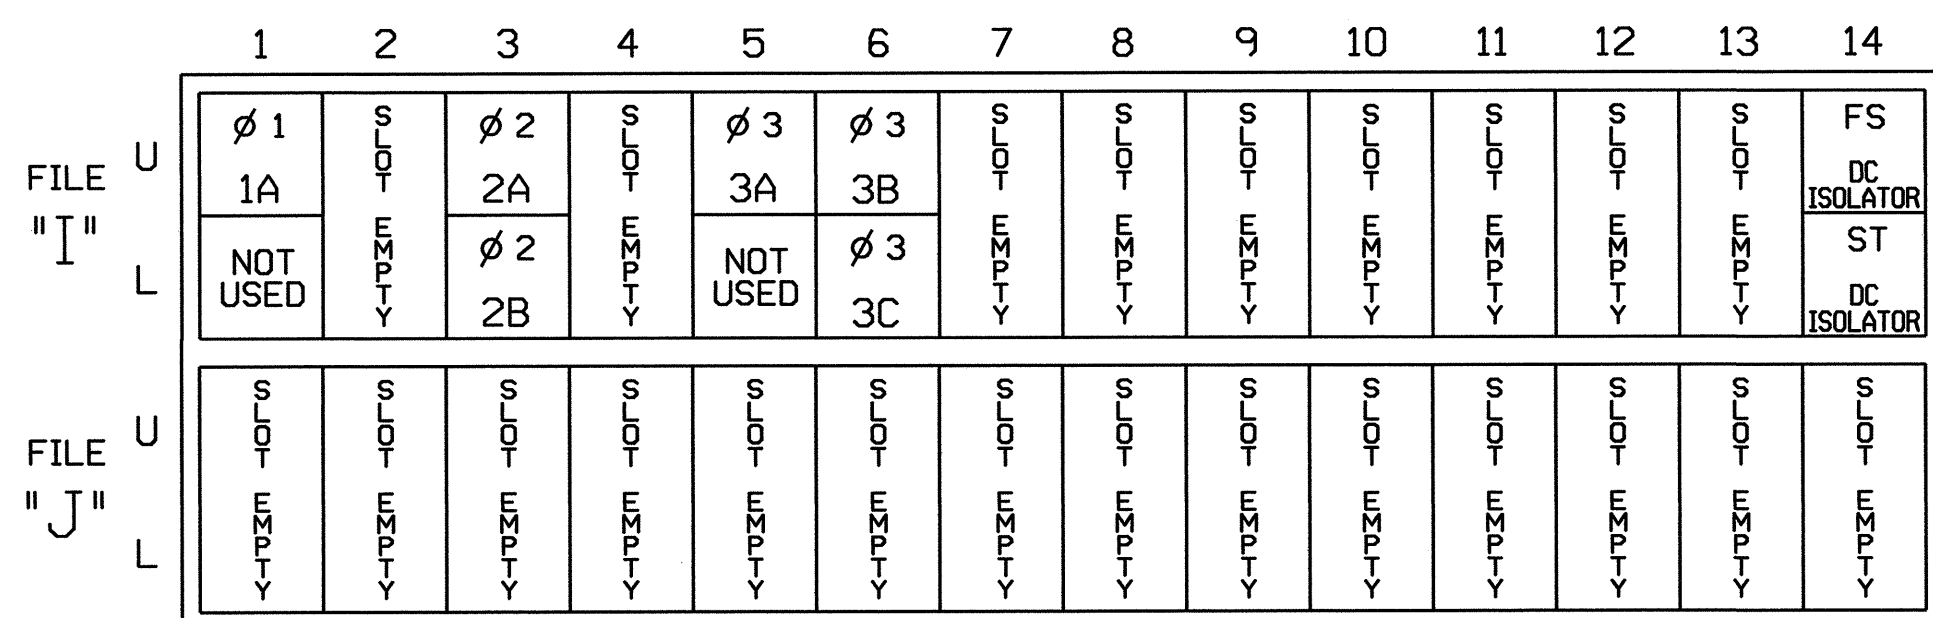 1 2 3 4 5 6 7 8 9 10 11 12 13 14
FILE "I"
U
L
Ø 1 1A
NOT USED
SLOT EMPTY
Ø 2 2A
Ø 2 2B
SLOT EMPTY
Ø 3 3A
NOT USED
Ø 3 3B
Ø 3 3C
SLOT EMPTY
SLOT EMPTY
SLOT EMPTY
SLOT EMPTY
SLOT EMPTY
SLOT EMPTY
SLOT EMPTY
FS DC ISOLATOR
ST DC ISOLATOR
FILE "J"
U
L
SLOT EMPTY
SLOT EMPTY
SLOT EMPTY
SLOT EMPTY
SLOT EMPTY
SLOT EMPTY
SLOT EMPTY
SLOT EMPTY
SLOT EMPTY
SLOT EMPTY
SLOT EMPTY
SLOT EMPTY
SLOT EMPTY
SLOT EMPTY